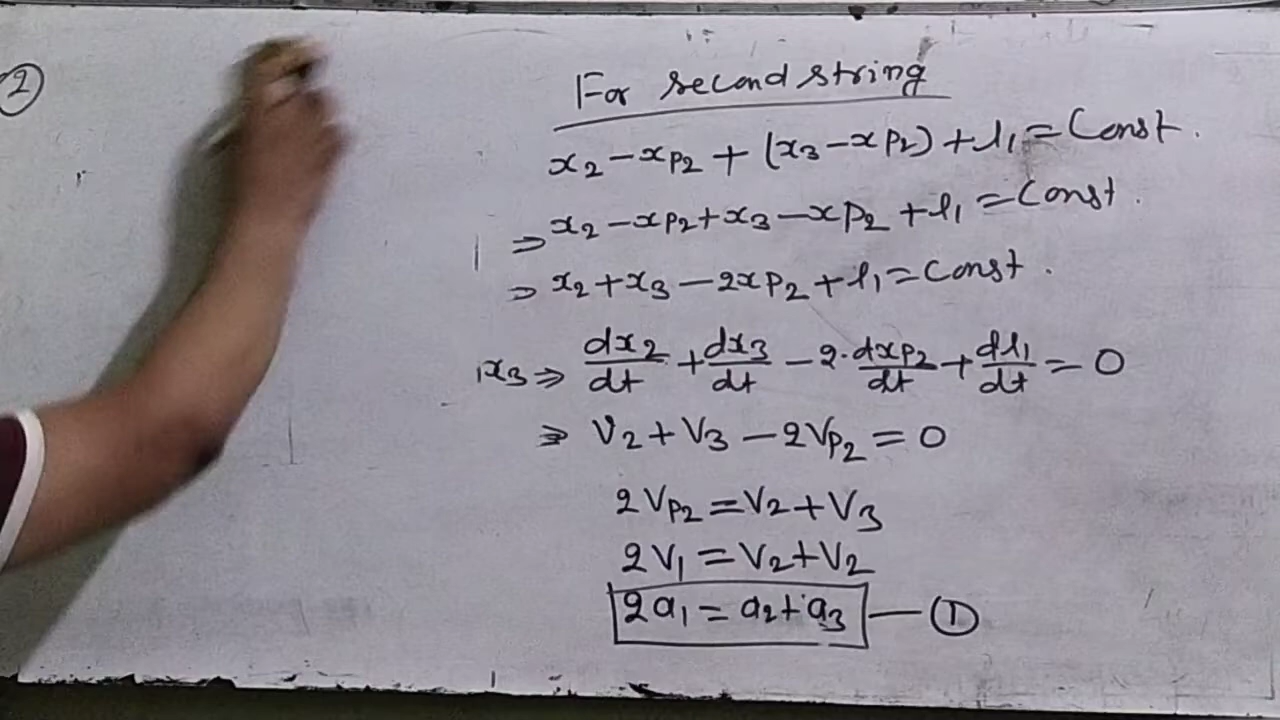 2
For second string
x₂ - xp₂ + (x₃ - xp₂) + l₁ = Const.
⇒ x₂ - xp₂ + x₃ - xp₂ + l₁ = Const.
⇒ x₂ + x₃ - 2xp₂ + l₁ = Const.
x₃ ⇒ dx₂/dt + dx₃/dt - 2·dxp₂/dt + dl₁/dt = 0
⇒ V₂ + V₃ - 2Vp₂ = 0
2Vp₂ = V₂ + V₃
2V₁ = V₂ + V₂
2a₁ = a₂ + a₃ — ①